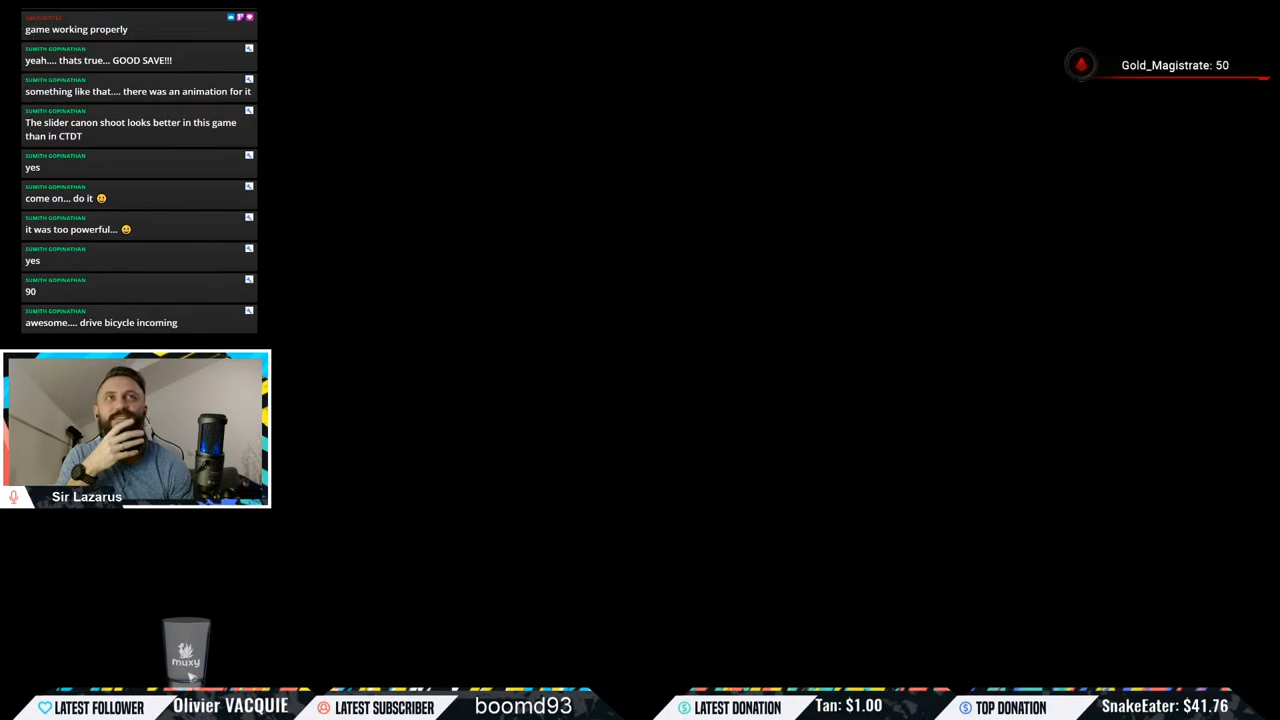 game working properly
SUMITH GOPINATHAN
yeah.... thats true... GOOD SAVE!!!
SUMITH GOPINATHAN
something like that.... there was an animation for it
SUMITH GOPINATHAN
The slider canon shoot looks better in this game
than in CTDT
SUMITH GOPINATHAN
yes
SUMITH GOPINATHAN
come on... do it
SUMITH GOPINATHAN
it was too powerful...
SUMITH GOPINATHAN
yes
SUMITH GOPINATHAN
90
SUMITH GOPINATHAN
awesome.... drive bicycle incoming
Gold_Magistrate: 50
Sir Lazarus
muxy
LATEST FOLLOWER Olivier VACQUIE LATEST SUBSCRIBER boomd93 LATEST DONATION Tan: $1.00 TOP DONATION SnakeEater: $41.76